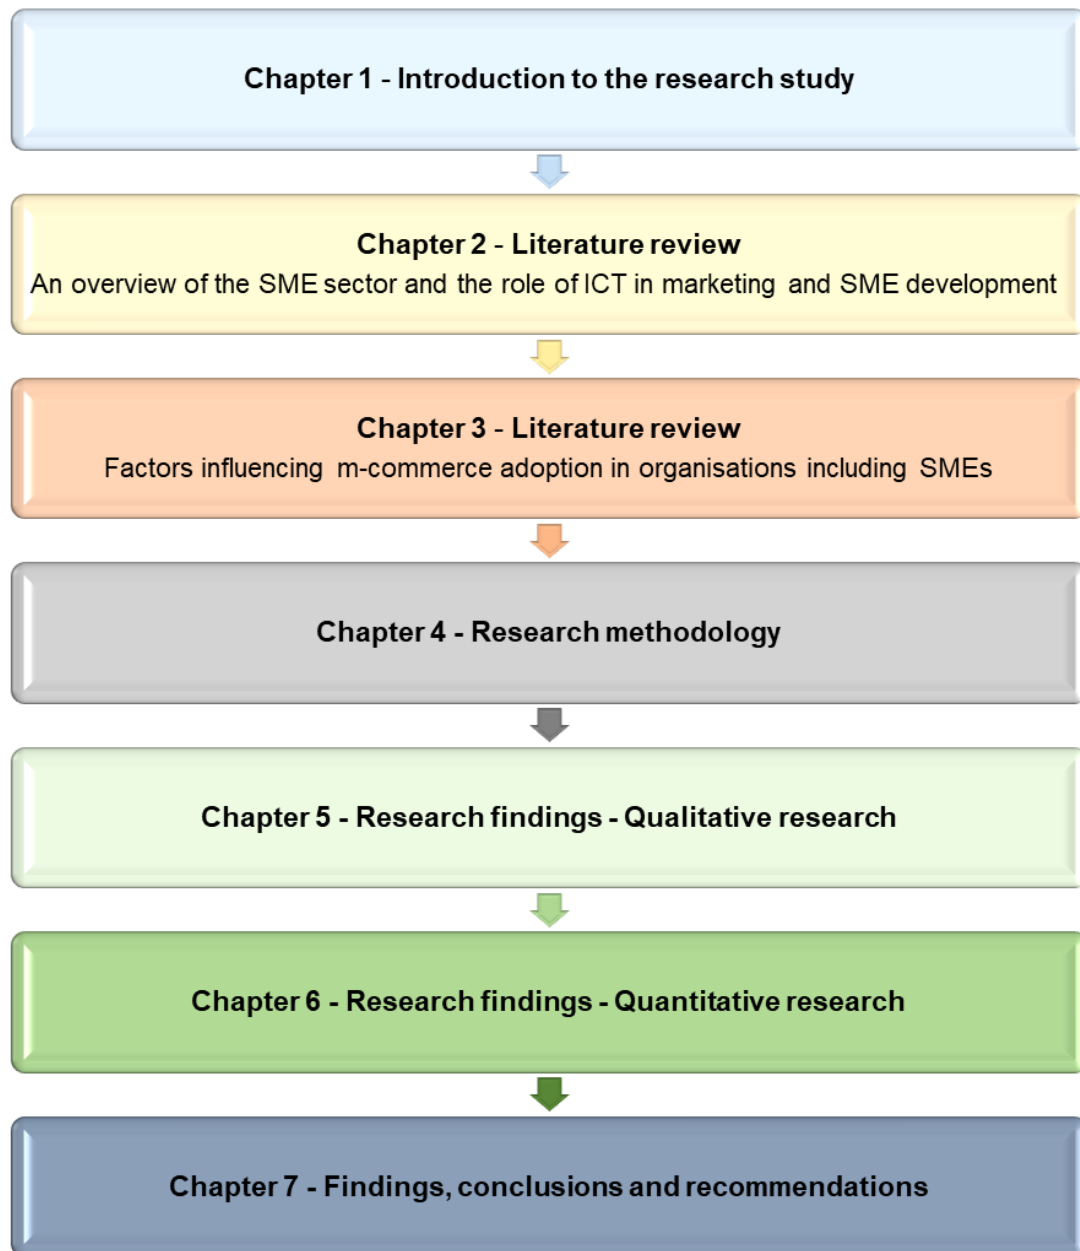 Chapter 1 - Introduction to the research study
Chapter 2 - Literature review
An overview of the SME sector and the role of ICT in marketing and SME development
Chapter 3 - Literature review
Factors influencing m-commerce adoption in organisations including SMEs
Chapter 4 - Research methodology
Chapter 5 - Research findings - Qualitative research
Chapter 6 - Research findings - Quantitative research
Chapter 7 - Findings, conclusions and recommendations